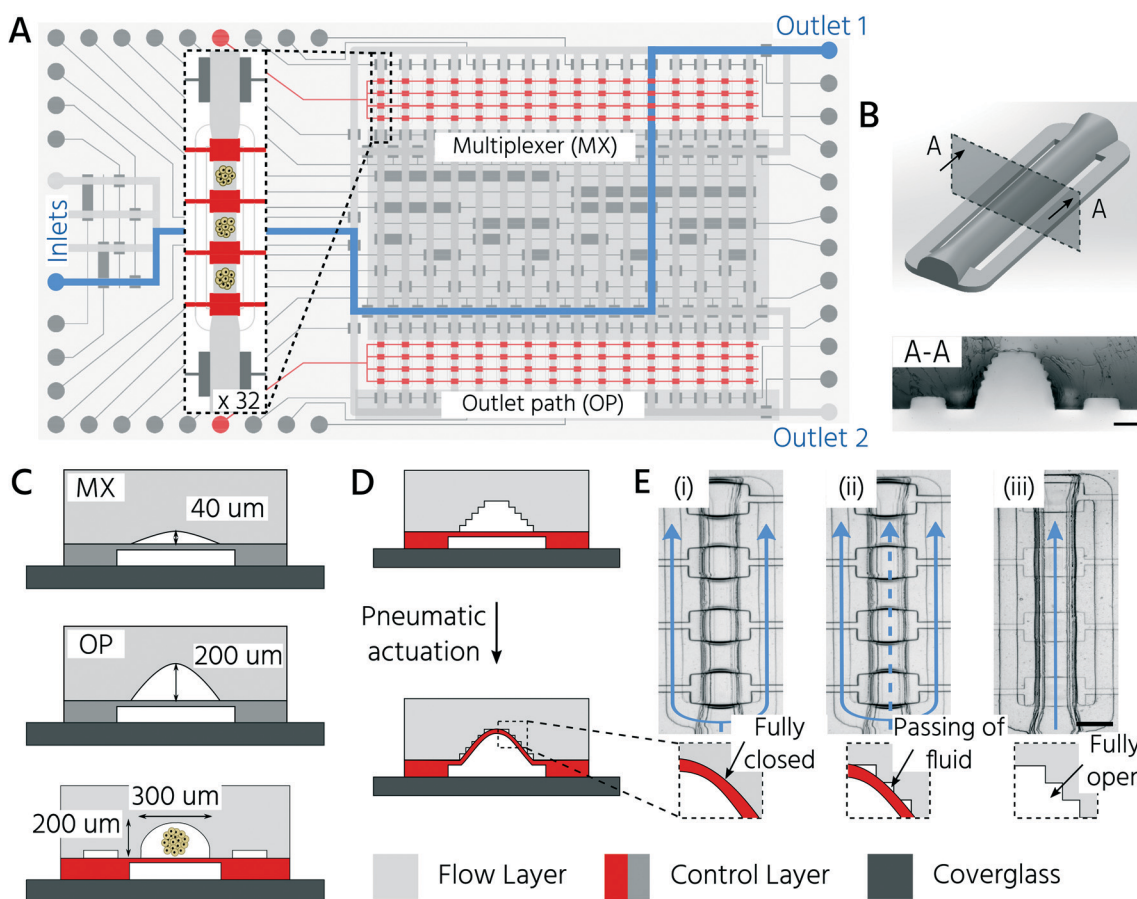 A
Outlet 1
Inlets
Multiplexer (MX)
x 32
Outlet path (OP)
Outlet 2
B
A
A
A-A
C
MX
40 um
OP
200 um
300 um
200 um
D
Pneumatic
actuation
E
(i)
(ii)
(iii)
Fully
closed
Passing of
fluid
Fully
open
Flow Layer
Control Layer
Coverglass